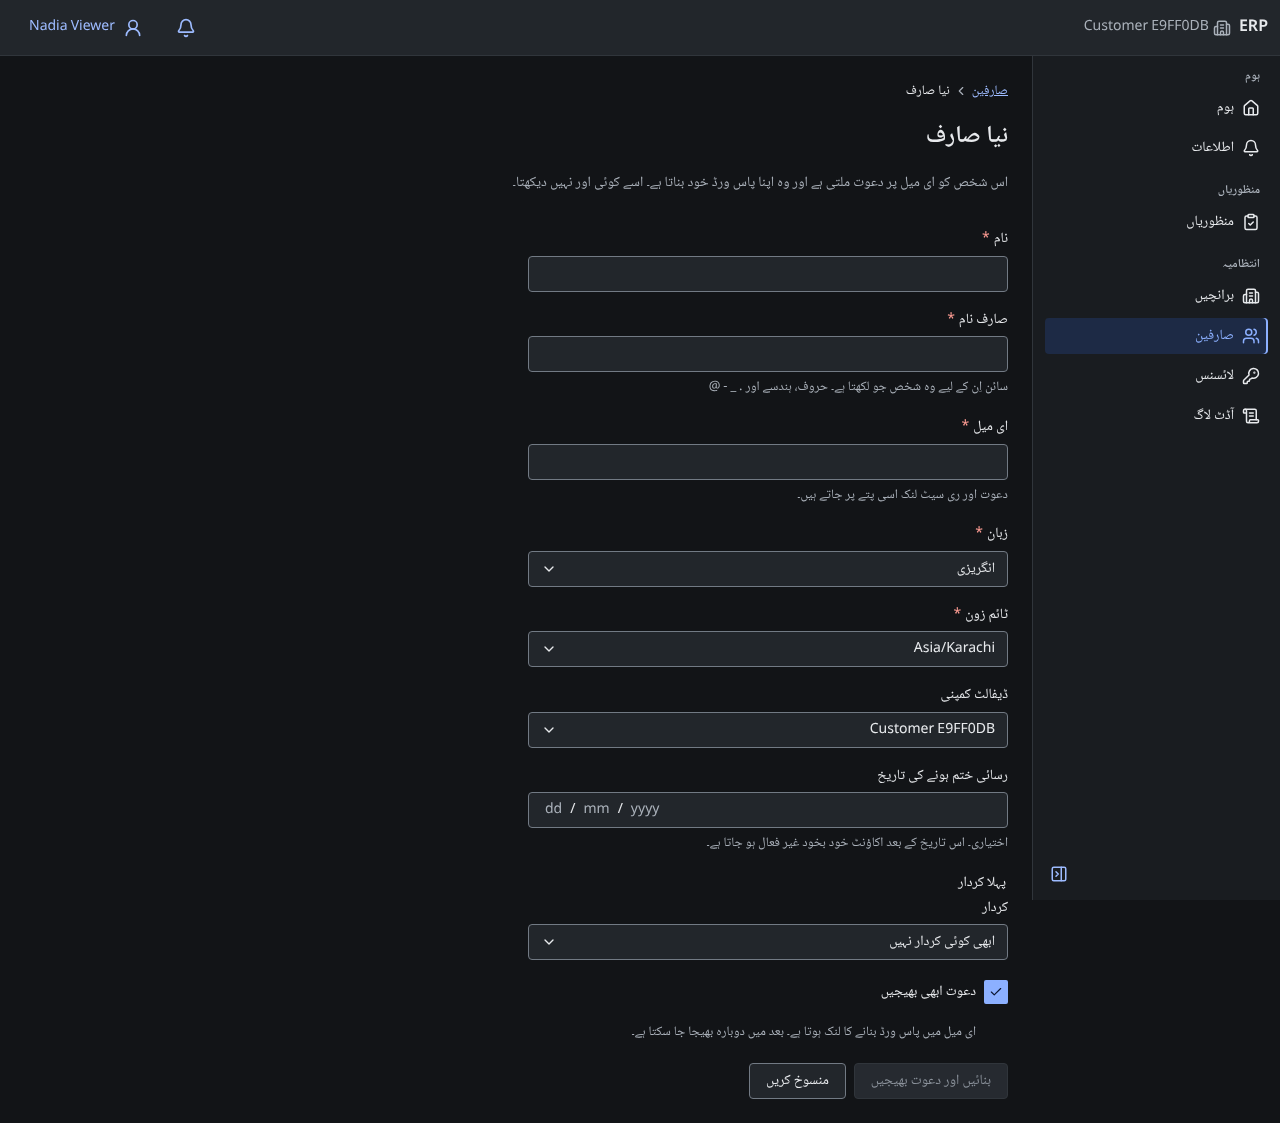 ERP Customer E9FF0DB
Nadia Viewer
ہوم
ہوم
اطلاعات
منظوریاں
منظوریاں
انتظامیہ
برانچیں
صارفین
لائسنس
آڈٹ لاگ
صارفین
نیا صارف
نیا صارف
اس شخص کو ای میل پر دعوت ملتی ہے اور وہ اپنا پاس ورڈ خود بناتا ہے۔ اسے کوئی اور نہیں دیکھتا۔
نام *
صارف نام *
سائن اِن کے لیے وہ شخص جو لکھتا ہے۔ حروف، ہندسے اور . _ - @
ای میل *
دعوت اور ری سیٹ لنک اسی پتے پر جاتے ہیں۔
زبان *
انگریزی
ٹائم زون *
Asia/Karachi
ڈیفالٹ کمپنی
Customer E9FF0DB
رسائی ختم ہونے کی تاریخ
dd / mm / yyyy
اختیاری۔ اس تاریخ کے بعد اکاؤنٹ خود بخود غیر فعال ہو جاتا ہے۔
پہلا کردار
کردار
ابھی کوئی کردار نہیں
دعوت ابھی بھیجیں
ای میل میں پاس ورڈ بنانے کا لنک ہوتا ہے۔ بعد میں دوبارہ بھیجا جا سکتا ہے۔
بنائیں اور دعوت بھیجیں
منسوخ کریں